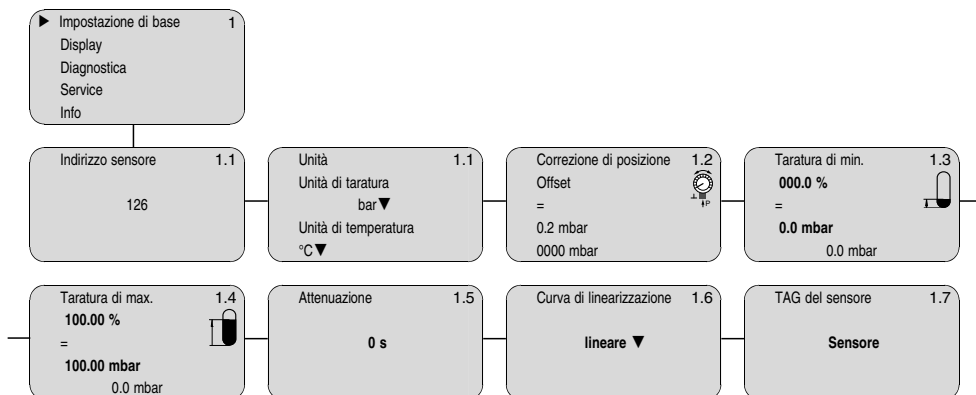 ▶ Impostazione di base 1
Display
Diagnostica
Service
Info
Indirizzo sensore 1.1
126
Unità 1.1
Unità di taratura
bar▼
Unità di temperatura
°C▼
Correzione di posizione 1.2
Offset
=
P
0.2 mbar
0000 mbar
Taratura di min. 1.3
000.0 %
=
0.0 mbar
0.0 mbar
Taratura di max. 1.4
100.00 %
=
100.00 mbar
0.0 mbar
Attenuazione 1.5
0 s
Curva di linearizzazione 1.6
lineare ▼
TAG del sensore 1.7
Sensore